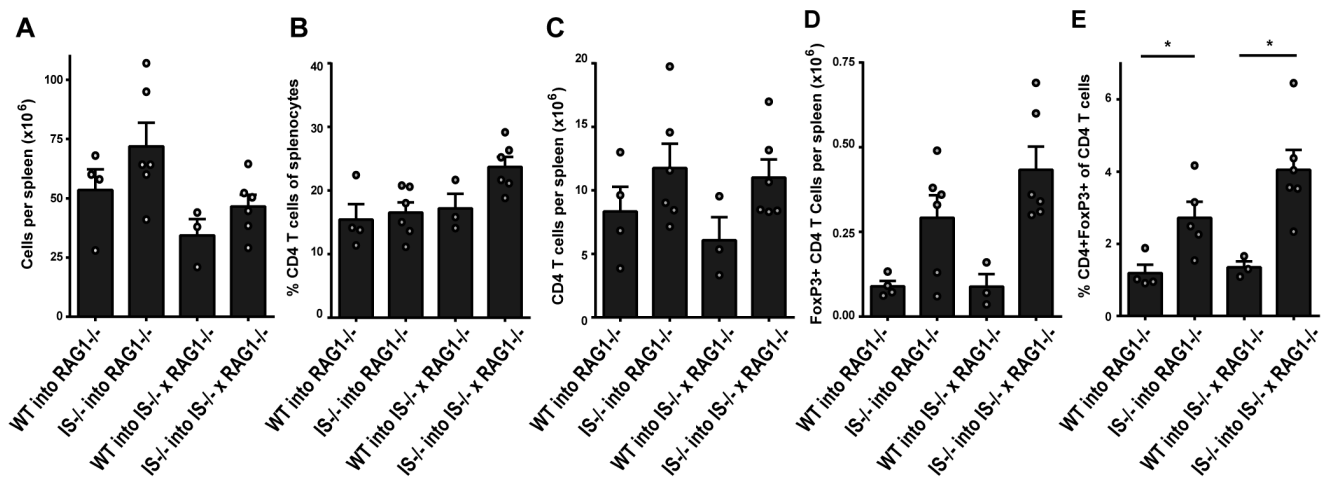 A
Cells per spleen (x10⁶)
100
75
50
25
0
WT into RAG1-/-
IS-/- into RAG1-/-
WT into IS-/- x RAG1-/-
IS-/- into IS-/- x RAG1-/-
B
% CD4 T cells of splenocytes
40
30
20
10
0
WT into RAG1-/-
IS-/- into RAG1-/-
WT into IS-/- x RAG1-/-
IS-/- into IS-/- x RAG1-/-
C
CD4 T cells per spleen (x10⁶)
20
15
10
5
0
WT into RAG1-/-
IS-/- into RAG1-/-
WT into IS-/- x RAG1-/-
IS-/- into IS-/- x RAG1-/-
D
FoxP3+ CD4 T Cells per spleen (x10⁶)
0.75
0.50
0.25
0.00
WT into RAG1-/-
IS-/- into RAG1-/-
WT into IS-/- x RAG1-/-
IS-/- into IS-/- x RAG1-/-
E
% CD4+FoxP3+ of CD4 T cells
6
4
2
0
* *
WT into RAG1-/-
IS-/- into RAG1-/-
WT into IS-/- x RAG1-/-
IS-/- into IS-/- x RAG1-/-